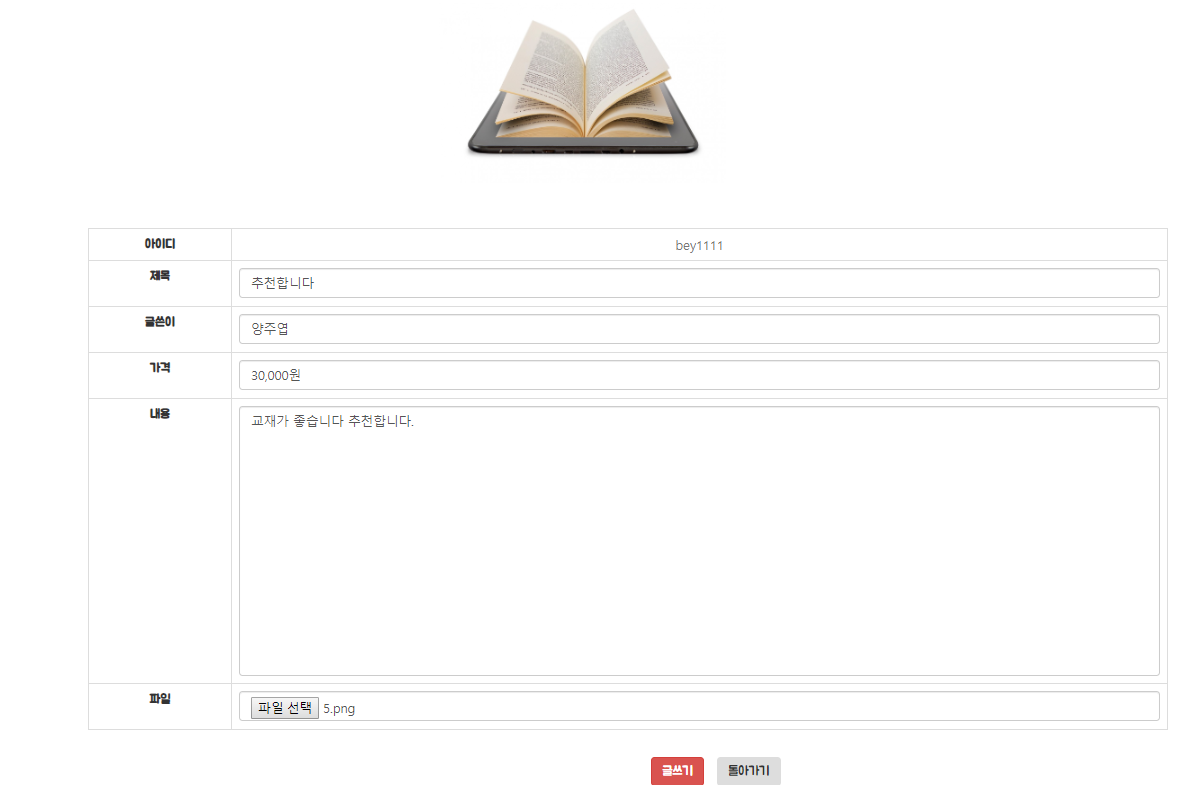 아이디 bey1111
제목 추천합니다
글쓴이 양주엽
가격 30,000원
내용 교재가 좋습니다 추천합니다.
파일 파일 선택 5.png
글쓰기 돌아가기